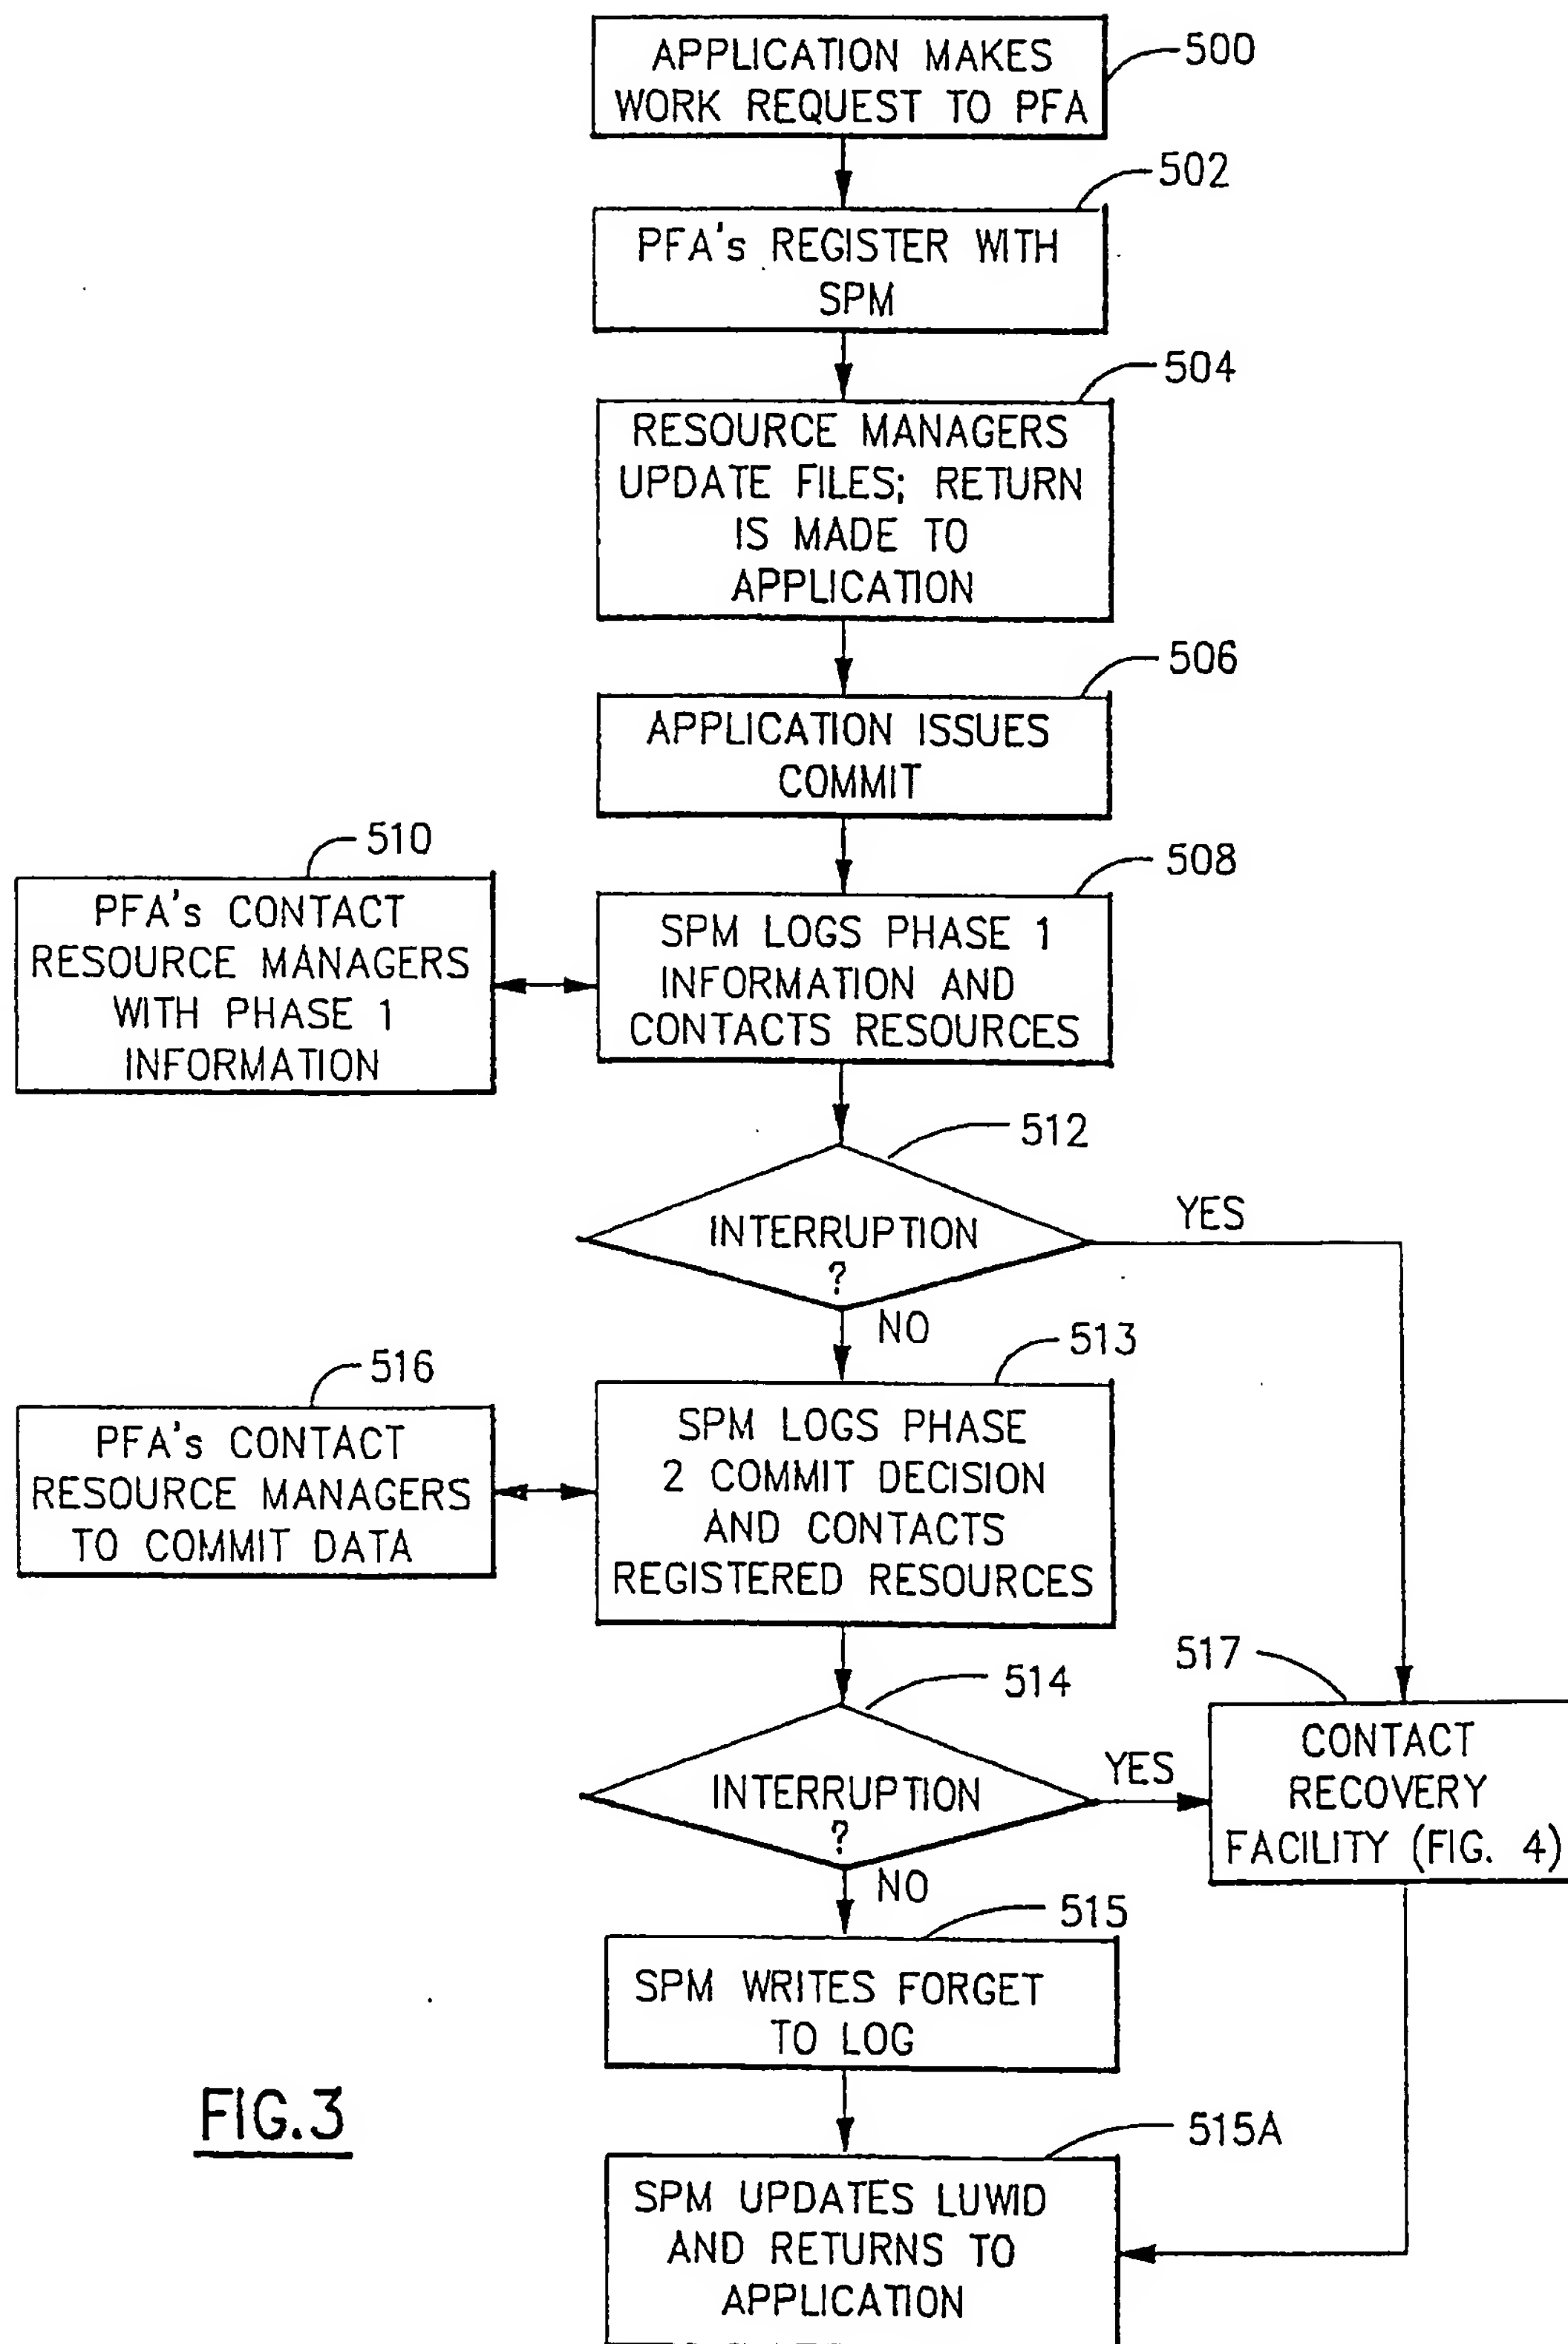 APPLICATION MAKES
WORK REQUEST TO PFA
500
502
PFA's REGISTER WITH
SPM
504
RESOURCE MANAGERS
UPDATE FILES; RETURN
IS MADE TO
APPLICATION
506
APPLICATION ISSUES
COMMIT
510
508
PFA's CONTACT
RESOURCE MANAGERS
WITH PHASE 1
INFORMATION
SPM LOGS PHASE 1
INFORMATION AND
CONTACTS RESOURCES
512
INTERRUPTION
?
YES
NO
516
513
PFA's CONTACT
RESOURCE MANAGERS
TO COMMIT DATA
SPM LOGS PHASE
2 COMMIT DECISION
AND CONTACTS
REGISTERED RESOURCES
514
517
INTERRUPTION
?
YES
NO
CONTACT
RECOVERY
FACILITY (FIG. 4)
515
SPM WRITES FORGET
TO LOG
FIG.3
515A
SPM UPDATES LUWID
AND RETURNS TO
APPLICATION